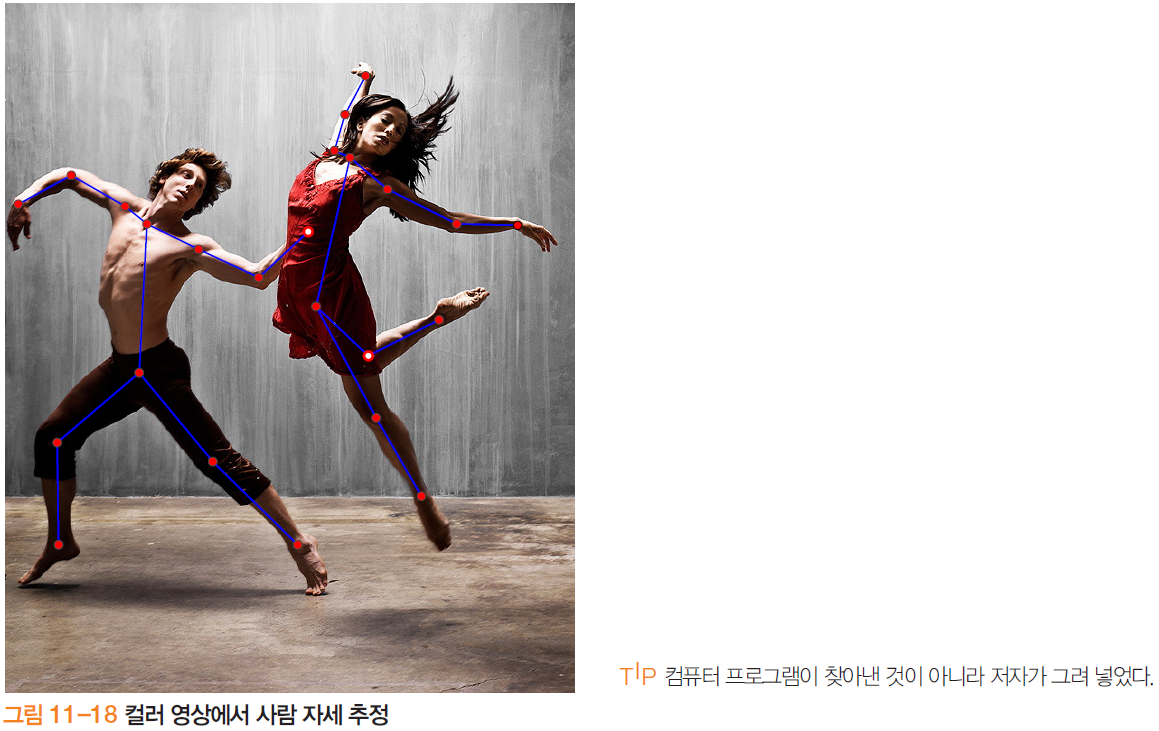 TIP 컴퓨터 프로그램이 찾아낸 것이 아니라 저자가 그려 넣었다.
그림 11-18 컬러 영상에서 사람 자세 추정